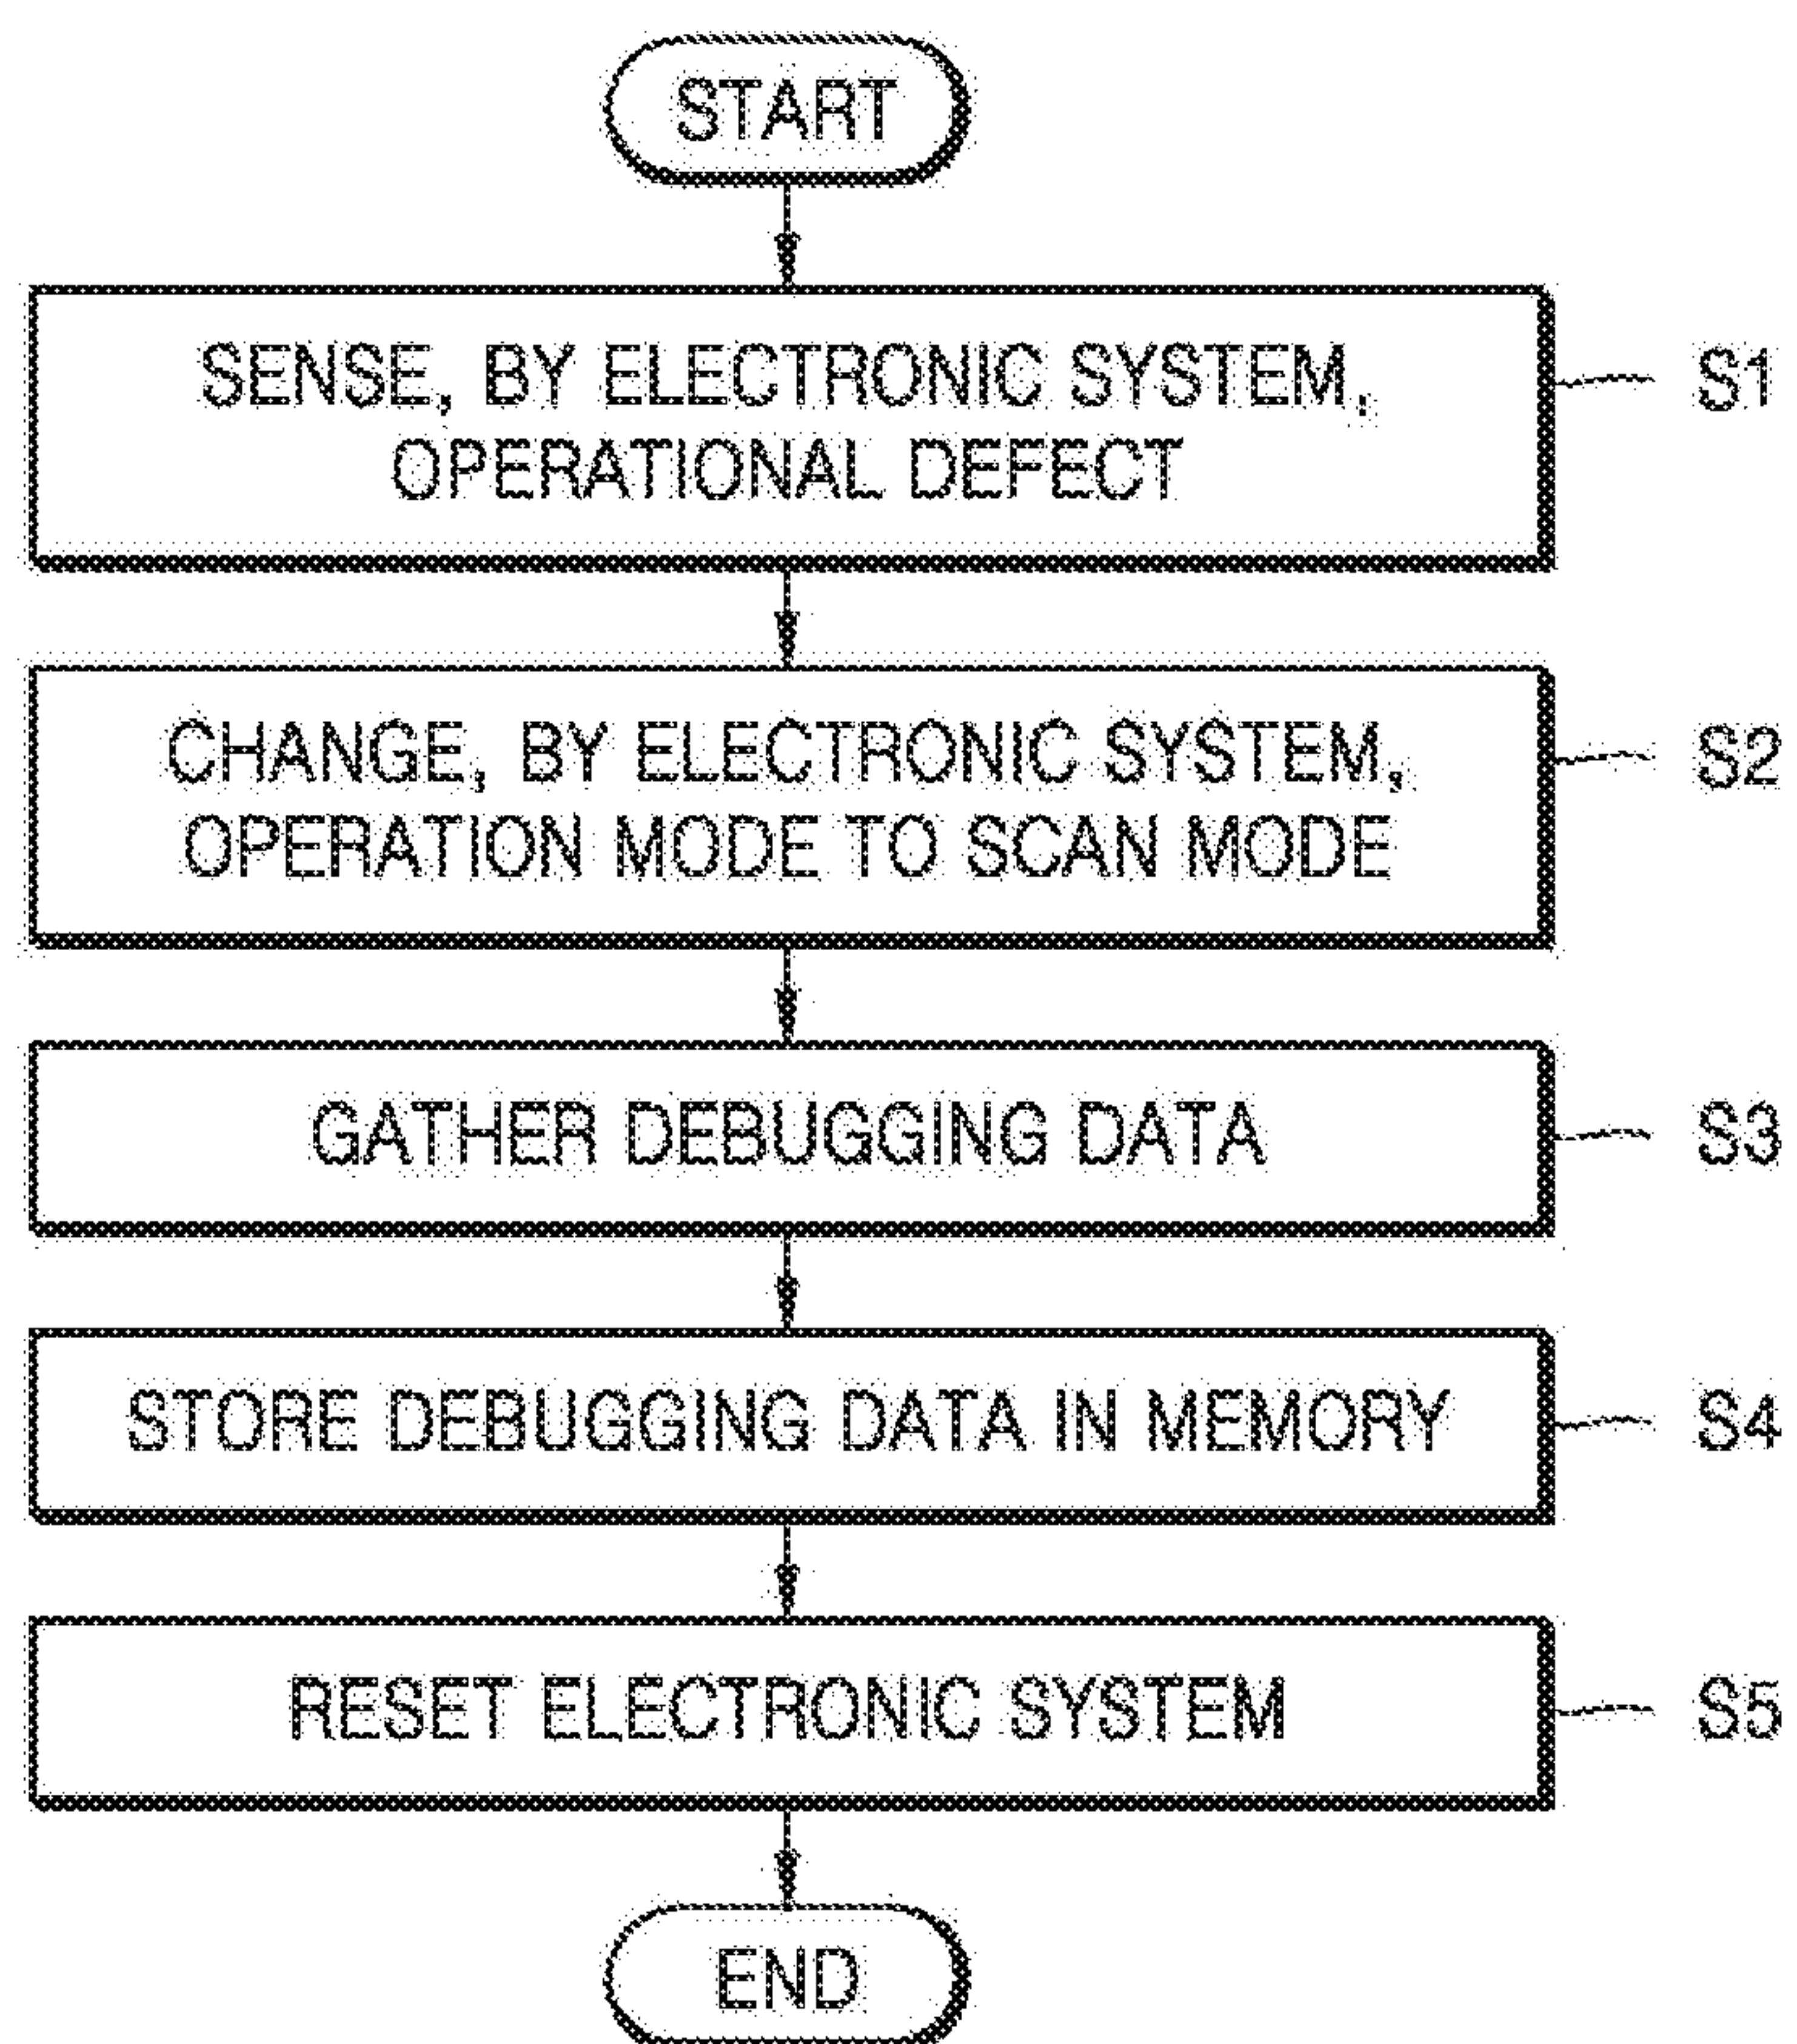 START
SENSE, BY ELECTRONIC SYSTEM,
OPERATIONAL DEFECT
S1
CHANGE, BY ELECTRONIC SYSTEM,
OPERATION MODE TO SCAN MODE
S2
GATHER DEBUGGING DATA
S3
STORE DEBUGGING DATA IN MEMORY
S4
RESET ELECTRONIC SYSTEM
S5
END